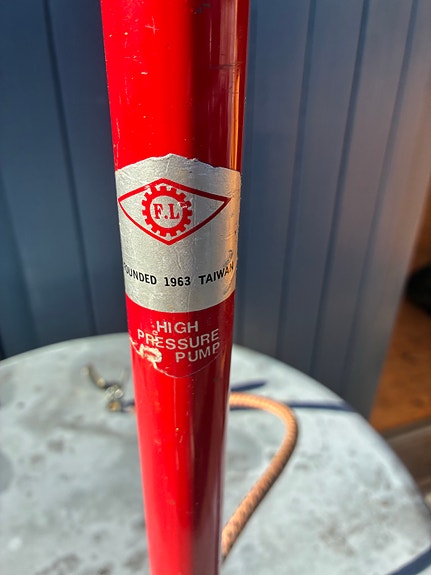 F.L.
FOUNDED 1963 TAIWAN
HIGH
PRESSURE
PUMP